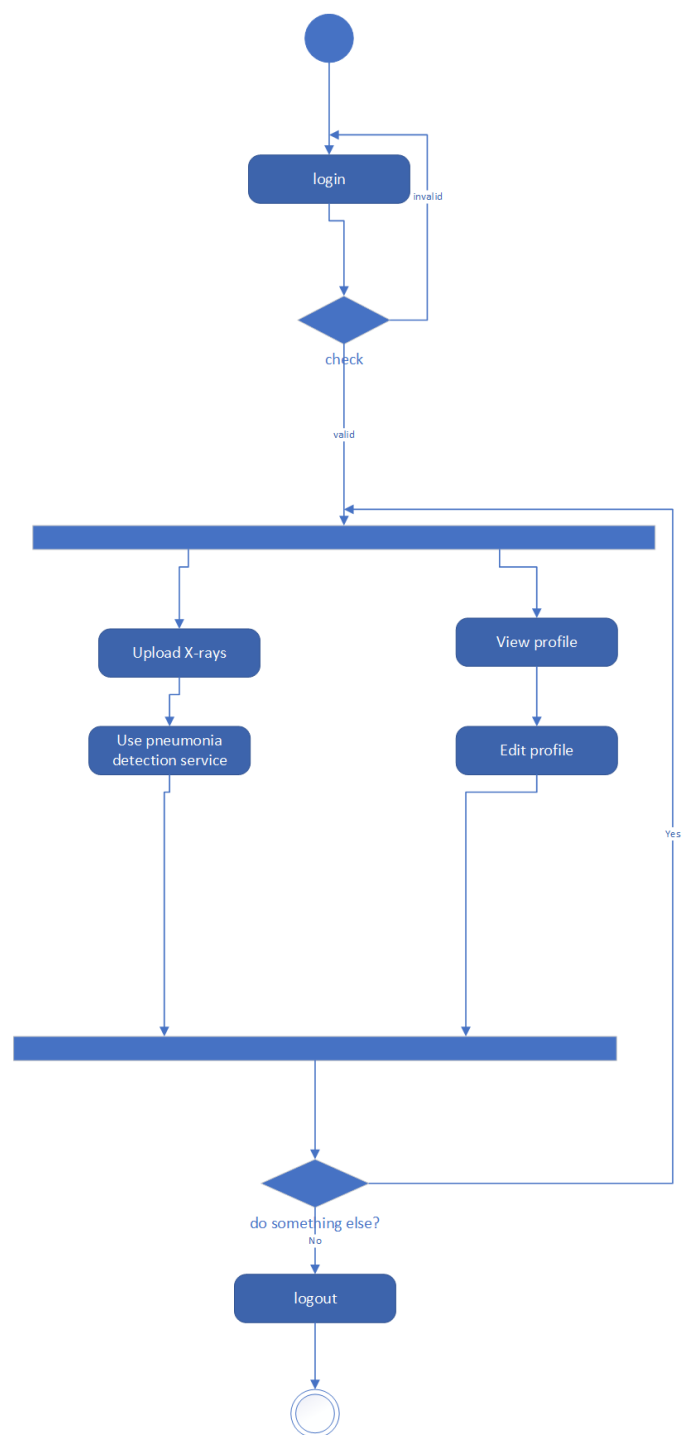 login
invalid
check
valid
Upload X-rays
View profile
Use pneumonia
detection service
Edit profile
Yes
do something else?
No
logout